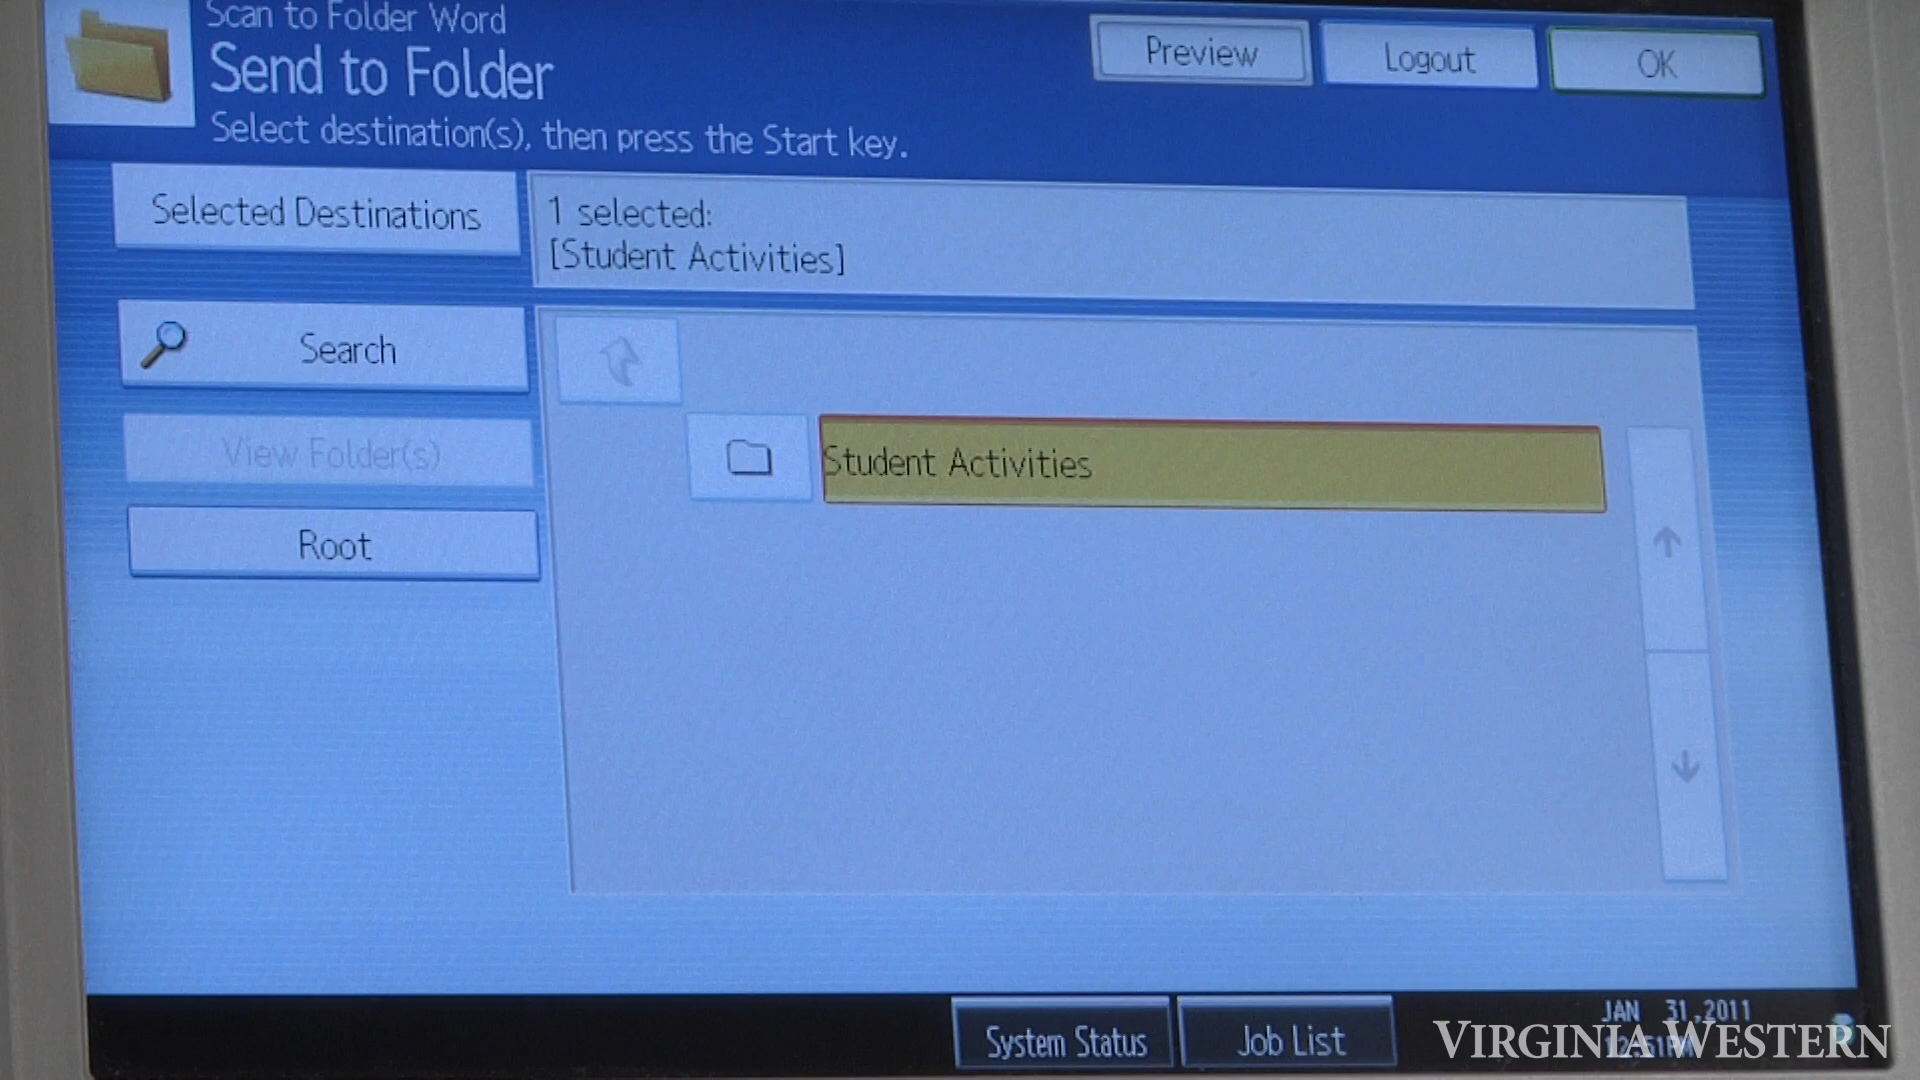 Scan to Folder Word
Send to Folder
Select destination(s), then press the Start key.
Preview
Logout
OK
Selected Destinations
1 selected:
[Student Activities]
Search
View Folder(s)
Root
Student Activities
System Status
Job List
JAN 31,2011
VIRGINIA WESTERN